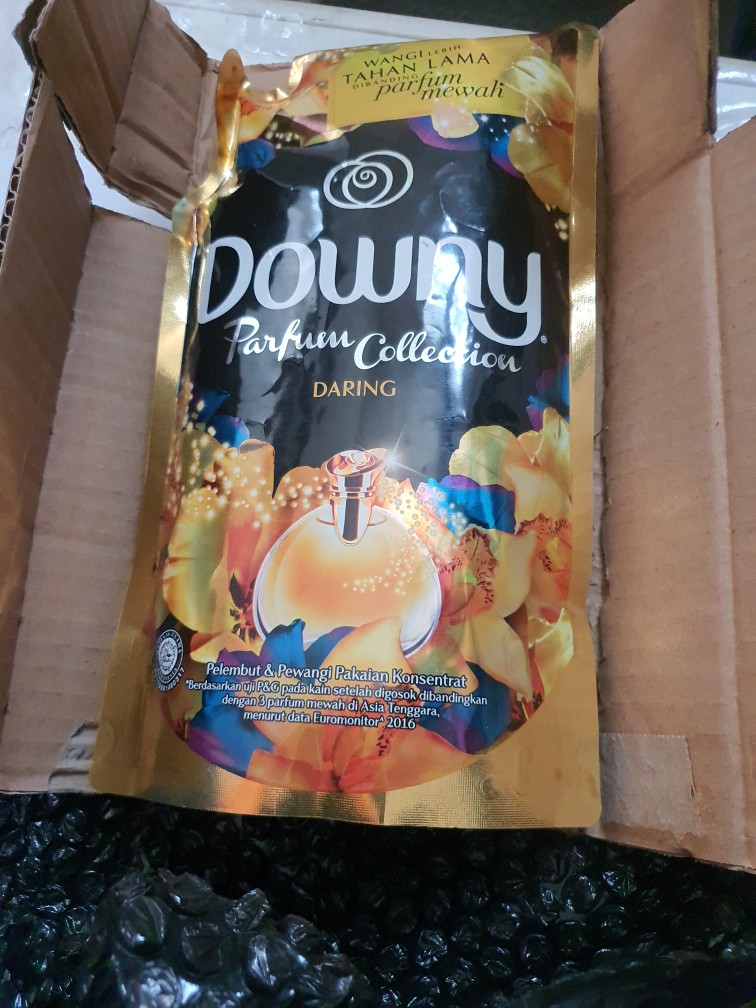 WANGI LEBIH
TAHAN LAMA
DIBANDING parfum
mewah
Downy
Parfum Collection
DARING
Pelembut & Pewangi Pakaian Konsentrat
*Berdasarkan uji P&G pada kain setelah digosok dibandingkan
dengan 3 parfum mewah di Asia Tenggara,
menurut data Euromonitor^ 2016